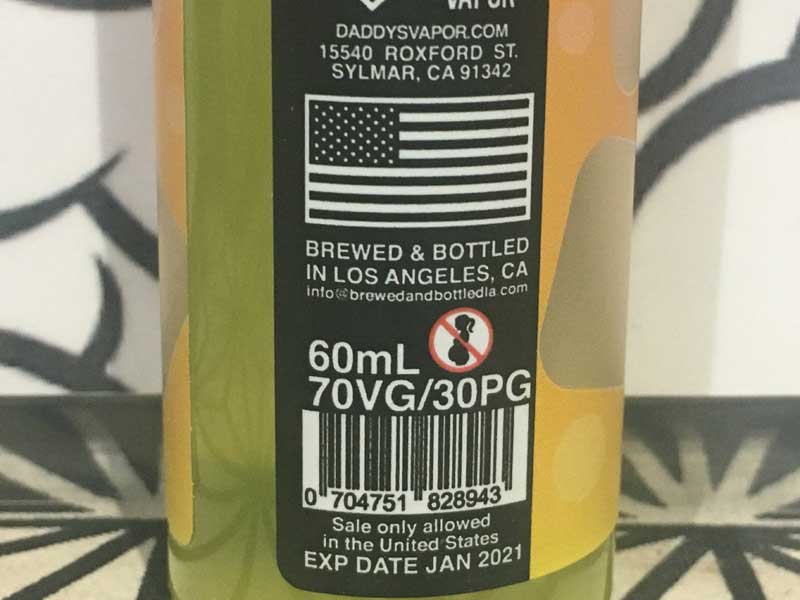 VAPOR
DADDYSVAPOR.COM
15540 ROXFORD ST.
SYLMAR, CA 91342
BREWED & BOTTLED
IN LOS ANGELES, CA
info@brewedandbottledla.com
60mL
70VG/30PG
0 704751 828943
Sale only allowed
in the United States
EXP DATE JAN 2021